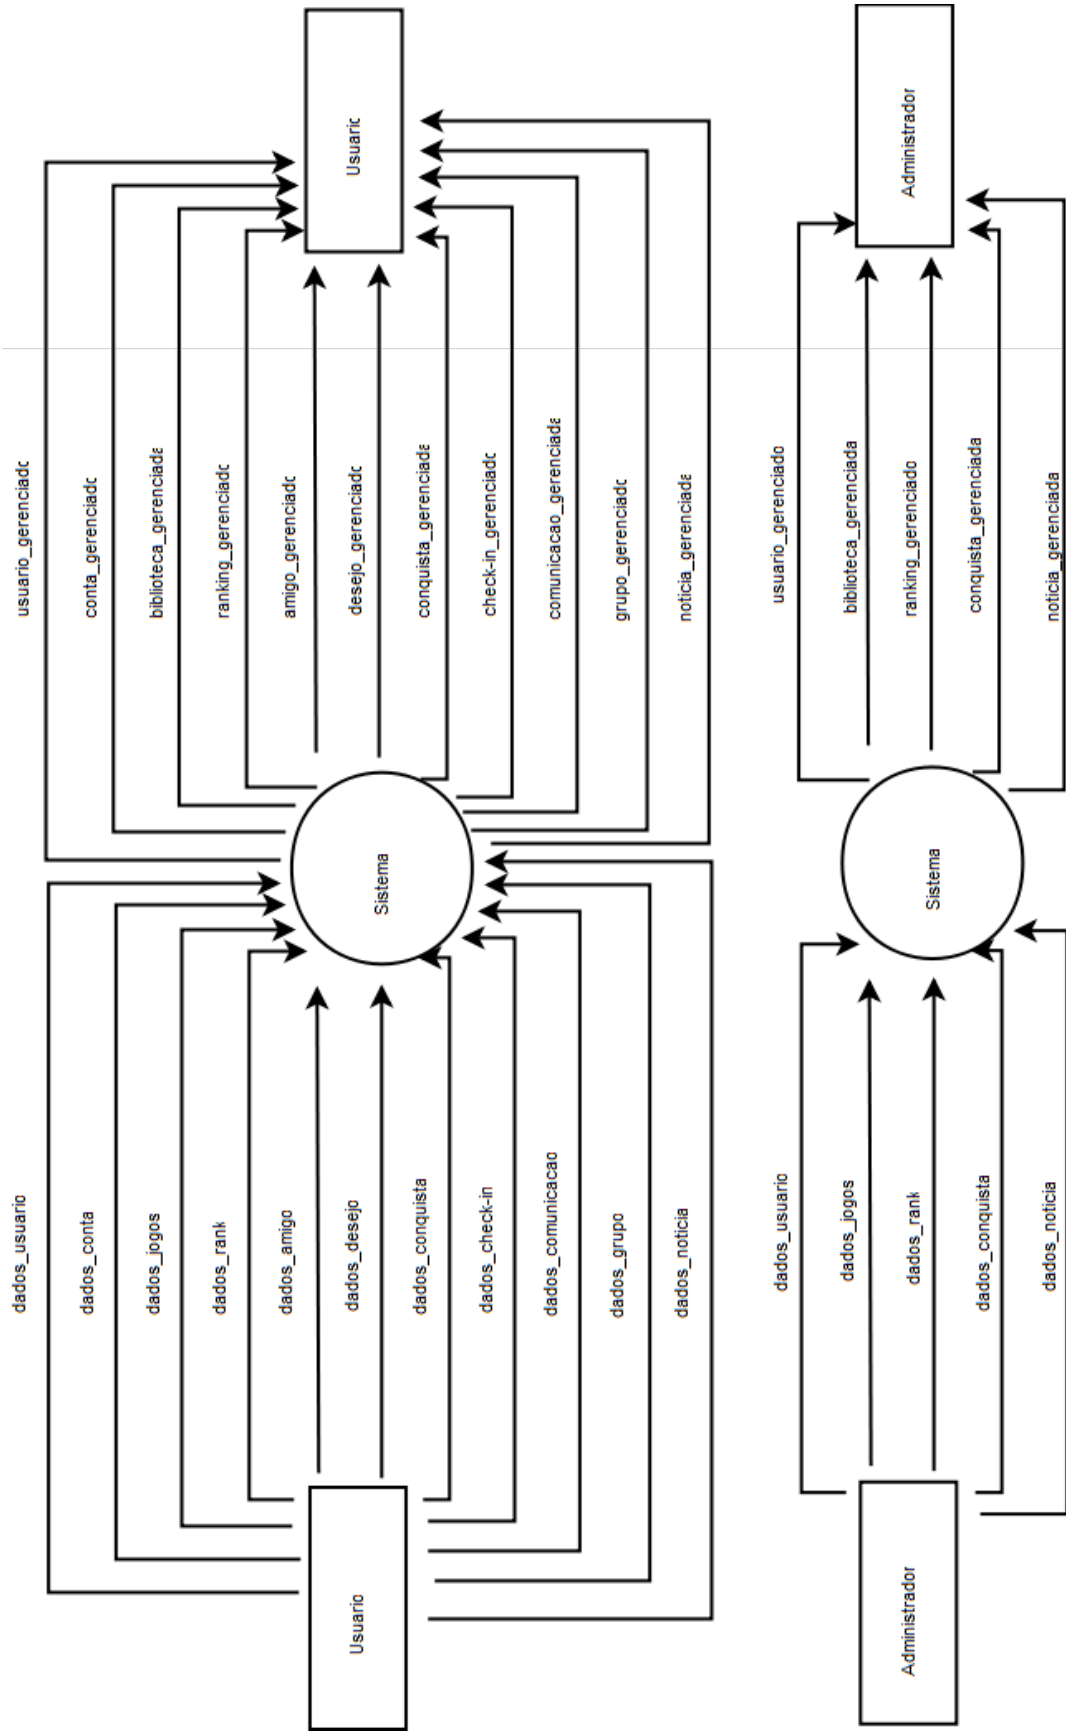 Usuario
dados_usuario
dados_conta
dados_jogos
dados_rank
dados_amigo
dados_desejo
dados_conquista
dados_check-in
dados_comunicacao
dados_grupo
dados_noticia
Sistema
usuario_gerenciado
conta_gerenciado
biblioteca_gerenciada
ranking_gerenciado
amigo_gerenciado
desejo_gerenciado
conquista_gerenciada
check-in_gerenciado
comunicacao_gerenciada
grupo_gerenciado
noticia_gerenciada
Usuario
Administrador
dados_usuario
dados_jogos
dados_rank
dados_conquista
dados_noticia
Sistema
usuario_gerenciado
biblioteca_gerenciada
ranking_gerenciado
conquista_gerenciada
noticia_gerenciada
Administrador